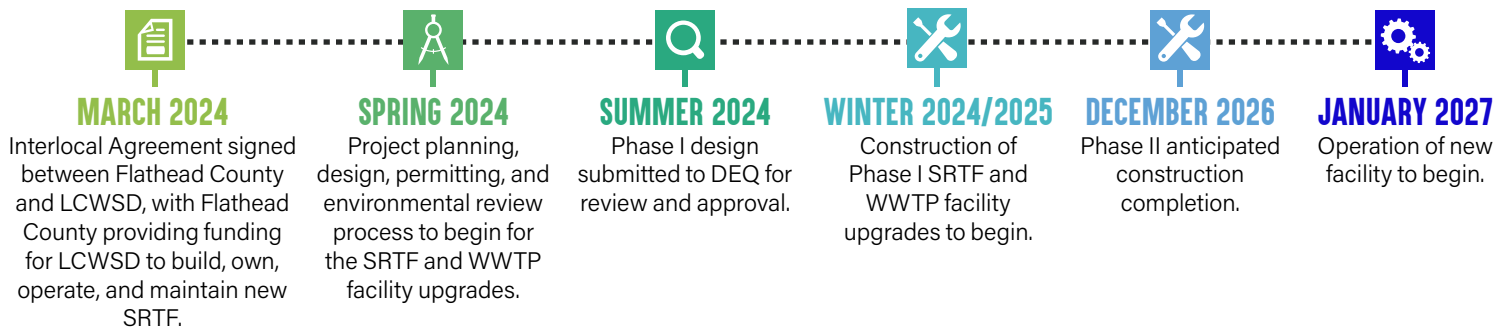 MARCH 2024
Interlocal Agreement signed
between Flathead County
and LCWSD, with Flathead
County providing funding
for LCWSD to build, own,
operate, and maintain new
SRTF.
SPRING 2024
Project planning,
design, permitting, and
environmental review
process to begin for
the SRTF and WWTP
facility upgrades.
SUMMER 2024
Phase I design
submitted to DEQ for
review and approval.
WINTER 2024/2025
Construction of
Phase I SRTF and
WWTP facility
upgrades to begin.
DECEMBER 2026
Phase II anticipated
construction
completion.
JANUARY 2027
Operation of new
facility to begin.